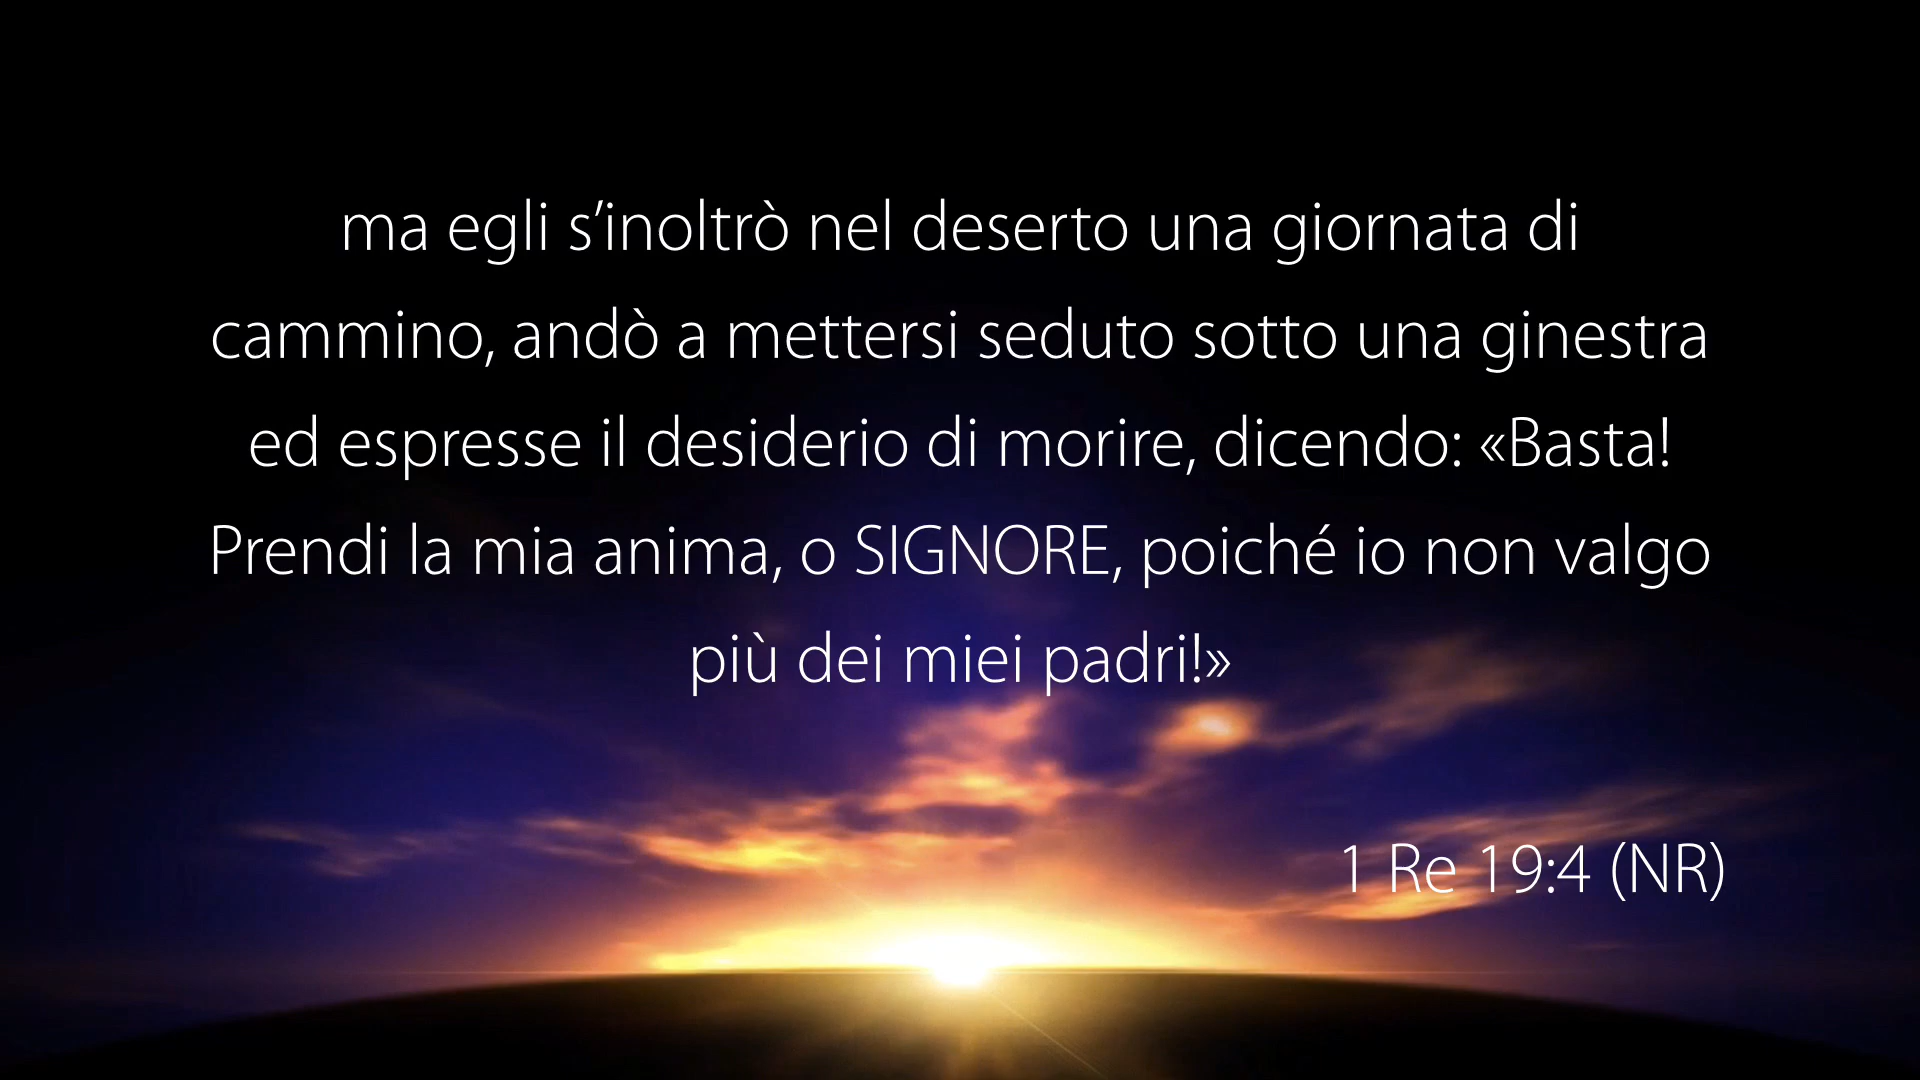 ma egli s’inoltrò nel deserto una giornata di
cammino, andò a mettersi seduto sotto una ginestra
ed espresse il desiderio di morire, dicendo: «Basta!
Prendi la mia anima, o SIGNORE, poiché io non valgo
più dei miei padri!»
1 Re 19:4 (NR)